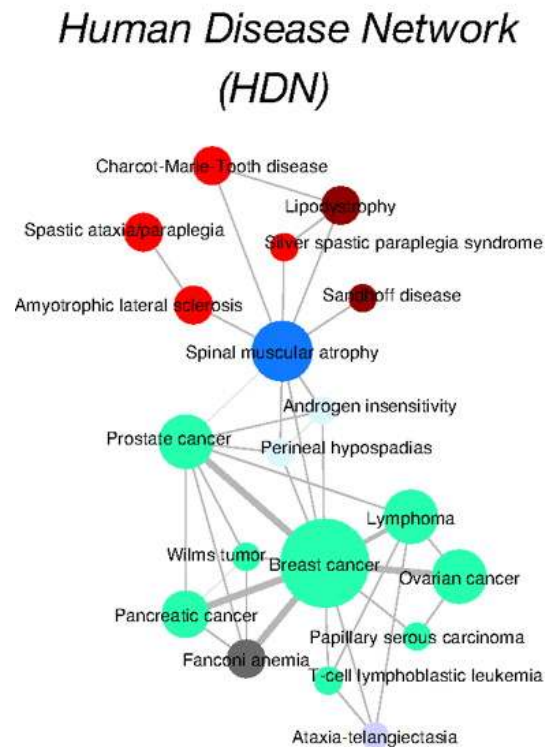 Human Disease Network
(HDN)
Charcot-Marie-Tooth disease
Lipodystrophy
Spastic ataxia/paraplegia
Silver spastic paraplegia syndrome
Amyotrophic lateral sclerosis
Sandhoff disease
Spinal muscular atrophy
Androgen insensitivity
Prostate cancer
Perineal hypospadias
Lymphoma
Wilms tumor
Breast cancer
Ovarian cancer
Pancreatic cancer
Papillary serous carcinoma
Fanconi anemia
T-cell lymphoblastic leukemia
Ataxia-telangiectasia